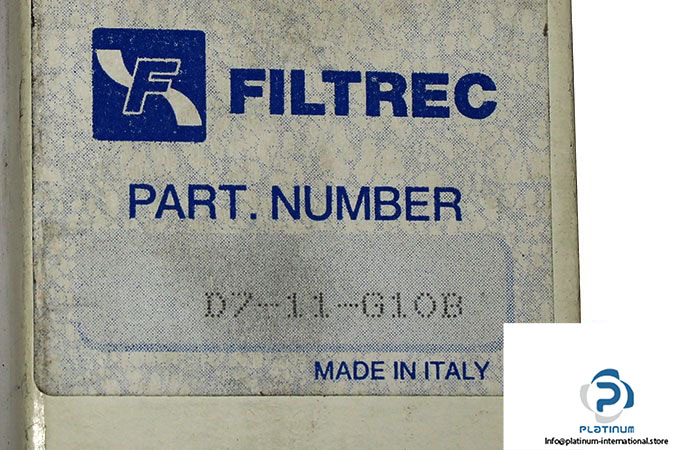 F FILTREC
PART. NUMBER
D7-11-G10B
MADE IN ITALY
P
PLATINUM
Info@platinum-international.store